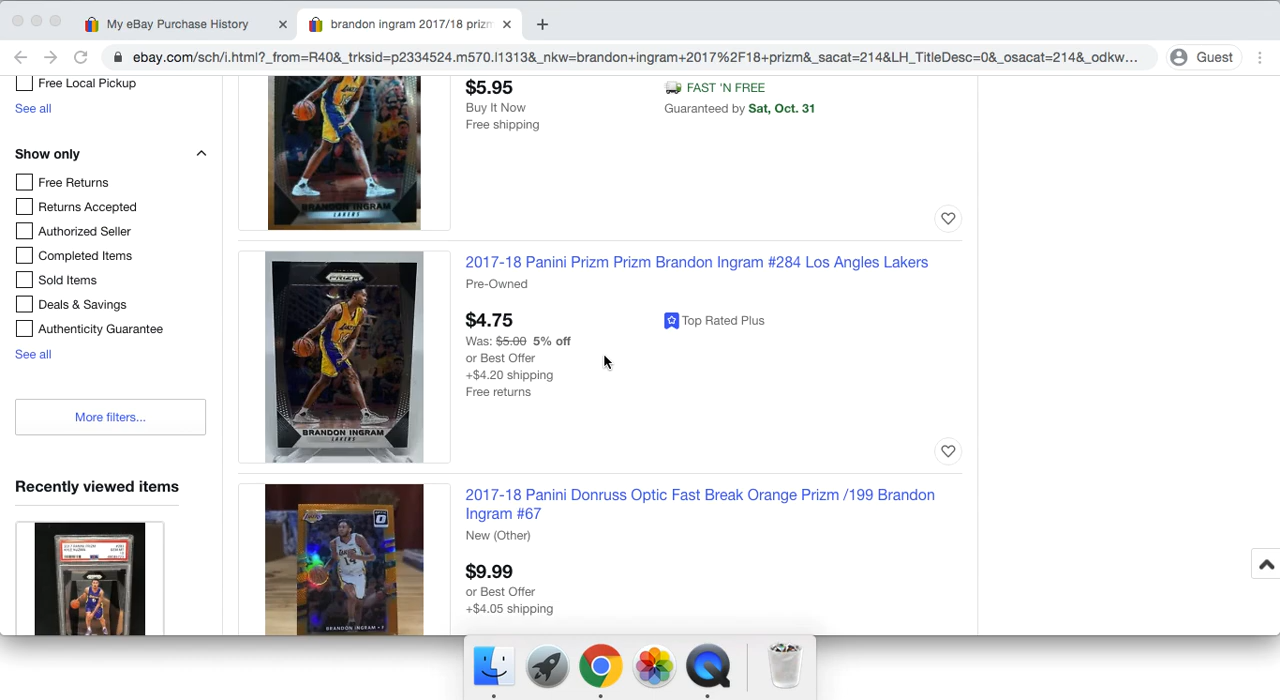 My eBay Purchase History
brandon ingram 2017/18 prizm
ebay.com/sch/i.html?_from=R40&_trksid=p2334524.m570.l1313&_nkw=brandon+ingram+2017%2F18+prizm&_sacat=214&LH_TitleDesc=0&_osacat=214&_odkw...
Guest
Free Local Pickup
See all
Show only
Free Returns
Returns Accepted
Authorized Seller
Completed Items
Sold Items
Deals & Savings
Authenticity Guarantee
See all
More filters...
Recently viewed items
$5.95
Buy It Now
Free shipping
FAST 'N FREE
Guaranteed by Sat, Oct. 31
BRANDON INGRAM
LAKERS
2017-18 Panini Prizm Prizm Brandon Ingram #284 Los Angles Lakers
Pre-Owned
$4.75
Top Rated Plus
Was: $5.00 5% off
or Best Offer
+$4.20 shipping
Free returns
PRIZM
BRANDON INGRAM
LAKERS
2017-18 Panini Donruss Optic Fast Break Orange Prizm /199 Brandon
Ingram #67
New (Other)
$9.99
or Best Offer
+$4.05 shipping
BRANDON INGRAM